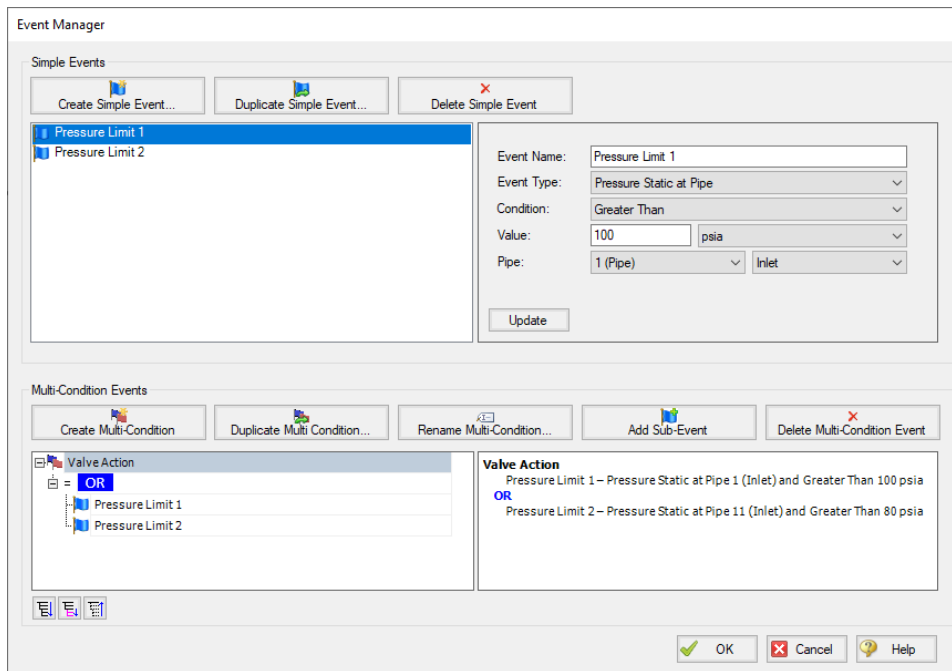 Event Manager
Simple Events
Create Simple Event... Duplicate Simple Event... Delete Simple Event
Pressure Limit 1
Pressure Limit 2
Event Name: Pressure Limit 1
Event Type: Pressure Static at Pipe
Condition: Greater Than
Value: 100 psia
Pipe: 1 (Pipe) Inlet
Update
Multi-Condition Events
Create Multi-Condition Duplicate Multi Condition... Rename Multi-Condition... Add Sub-Event Delete Multi-Condition Event
Valve Action
= OR
Pressure Limit 1
Pressure Limit 2
Valve Action
Pressure Limit 1 – Pressure Static at Pipe 1 (Inlet) and Greater Than 100 psia
OR
Pressure Limit 2 – Pressure Static at Pipe 11 (Inlet) and Greater Than 80 psia
OK Cancel Help